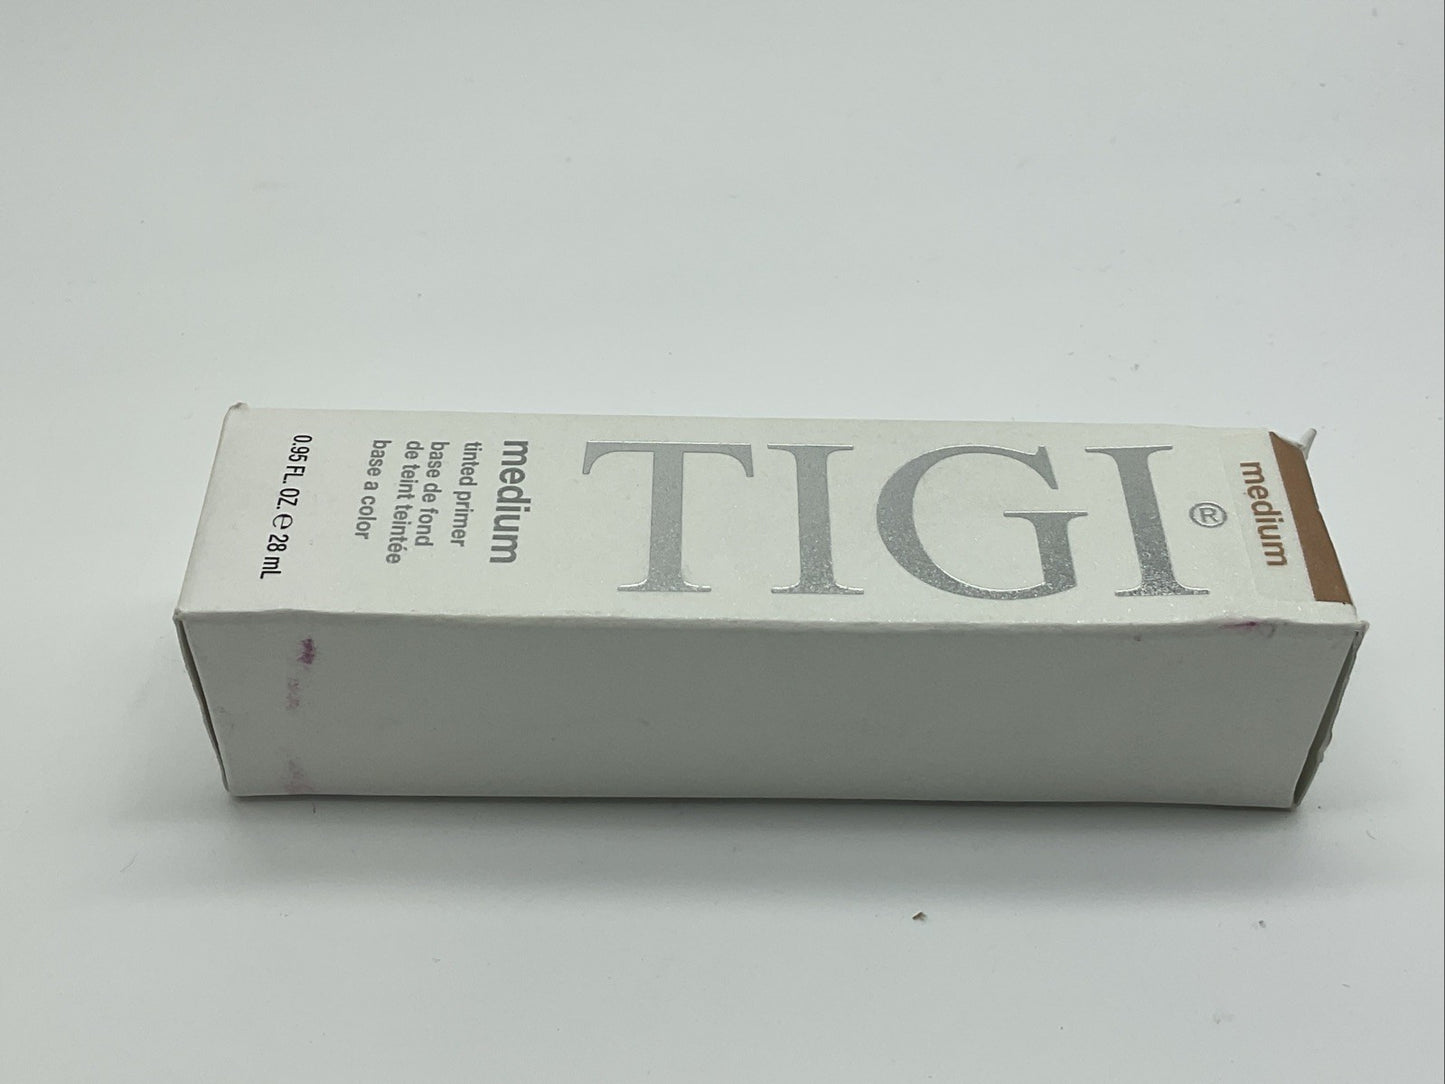 medium
TIGI®
medium
tinted primer
base de fond
de teint teintée
base a color
0.95 FL. OZ. ℮ 28 mL